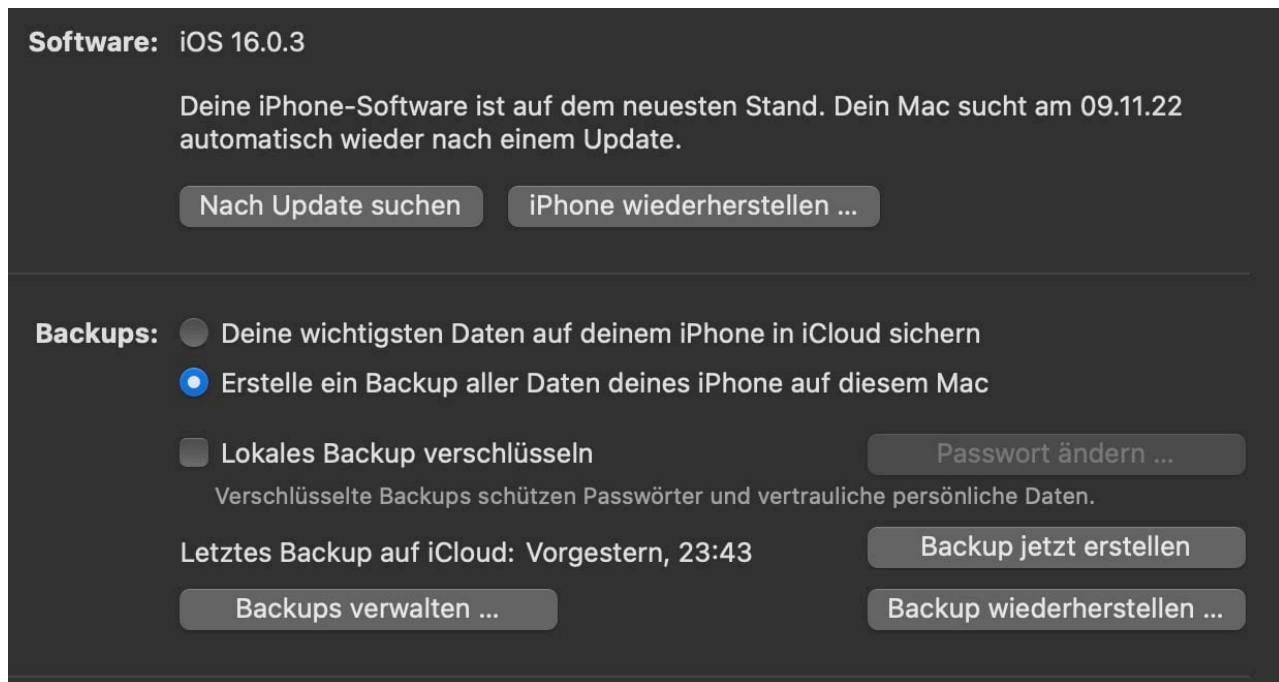 Software: iOS 16.0.3
Deine iPhone-Software ist auf dem neuesten Stand. Dein Mac sucht am 09.11.22
automatisch wieder nach einem Update.
Nach Update suchen iPhone wiederherstellen ...
Backups: Deine wichtigsten Daten auf deinem iPhone in iCloud sichern
Erstelle ein Backup aller Daten deines iPhone auf diesem Mac
Lokales Backup verschlüsseln Passwort ändern ...
Verschlüsselte Backups schützen Passwörter und vertrauliche persönliche Daten.
Letztes Backup auf iCloud: Vorgestern, 23:43 Backup jetzt erstellen
Backups verwalten ... Backup wiederherstellen ...